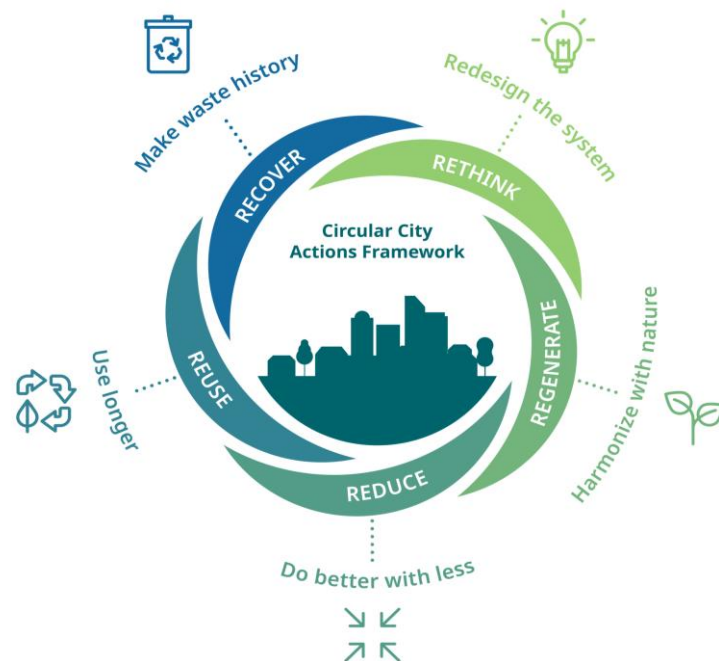 Circular City
Actions Framework
RETHINK
Redesign the system
REGENERATE
Harmonize with nature
REDUCE
Do better with less
REUSE
Use longer
RECOVER
Make waste history